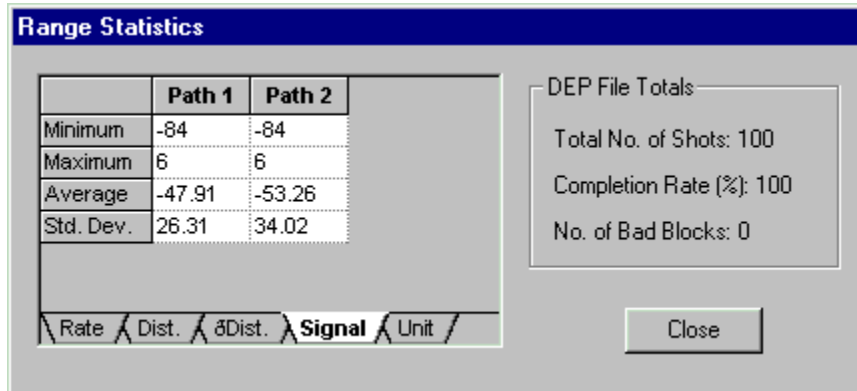 Range Statistics
Path 1 Path 2
Minimum -84 -84
Maximum 6 6
Average -47.91 -53.26
Std. Dev. 26.31 34.02
Rate Dist. ðDist. Signal Unit
DEP File Totals
Total No. of Shots: 100
Completion Rate (%): 100
No. of Bad Blocks: 0
Close